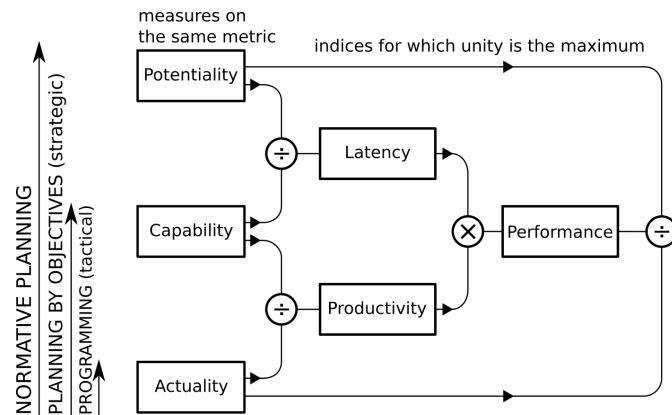 measures on
the same metric
indices for which unity is the maximum
Potentiality
÷
Latency
Capability
×
Performance
÷
÷
Productivity
Actuality
NORMATIVE PLANNING
PLANNING BY OBJECTIVES (strategic)
PROGRAMMING (tactical)